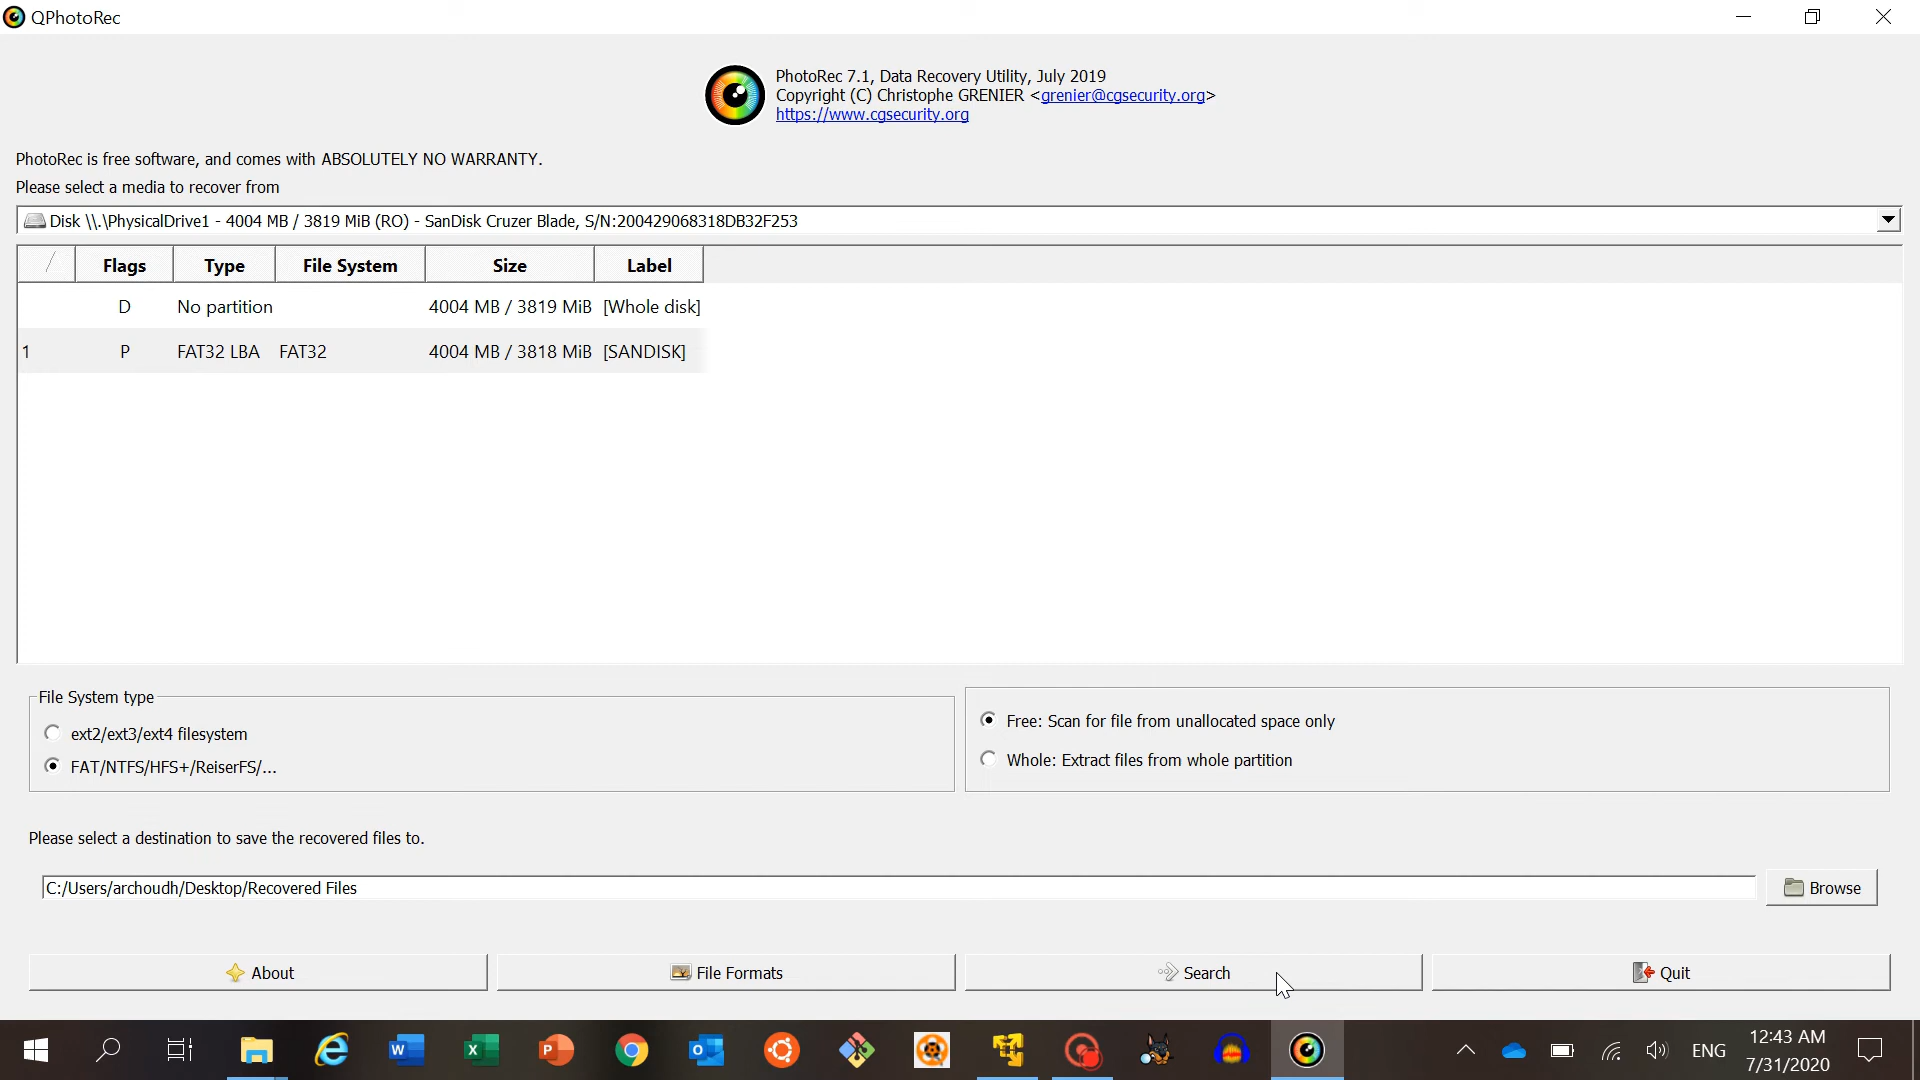 QPhotoRec
PhotoRec 7.1, Data Recovery Utility, July 2019
Copyright (C) Christophe GRENIER <grenier@cgsecurity.org>
https://www.cgsecurity.org
PhotoRec is free software, and comes with ABSOLUTELY NO WARRANTY.
Please select a media to recover from
Disk \\.\PhysicalDrive1 - 4004 MB / 3819 MiB (RO) - SanDisk Cruzer Blade, S/N:200429068318DB32F253
Flags Type File System Size Label
D No partition 4004 MB / 3819 MiB [Whole disk]
1 P FAT32 LBA FAT32 4004 MB / 3818 MiB [SANDISK]
File System type
ext2/ext3/ext4 filesystem
FAT/NTFS/HFS+/ReiserFS/...
Free: Scan for file from unallocated space only
Whole: Extract files from whole partition
Please select a destination to save the recovered files to.
C:/Users/archoudh/Desktop/Recovered Files
Browse
About File Formats Search Quit
ENG
12:43 AM
7/31/2020